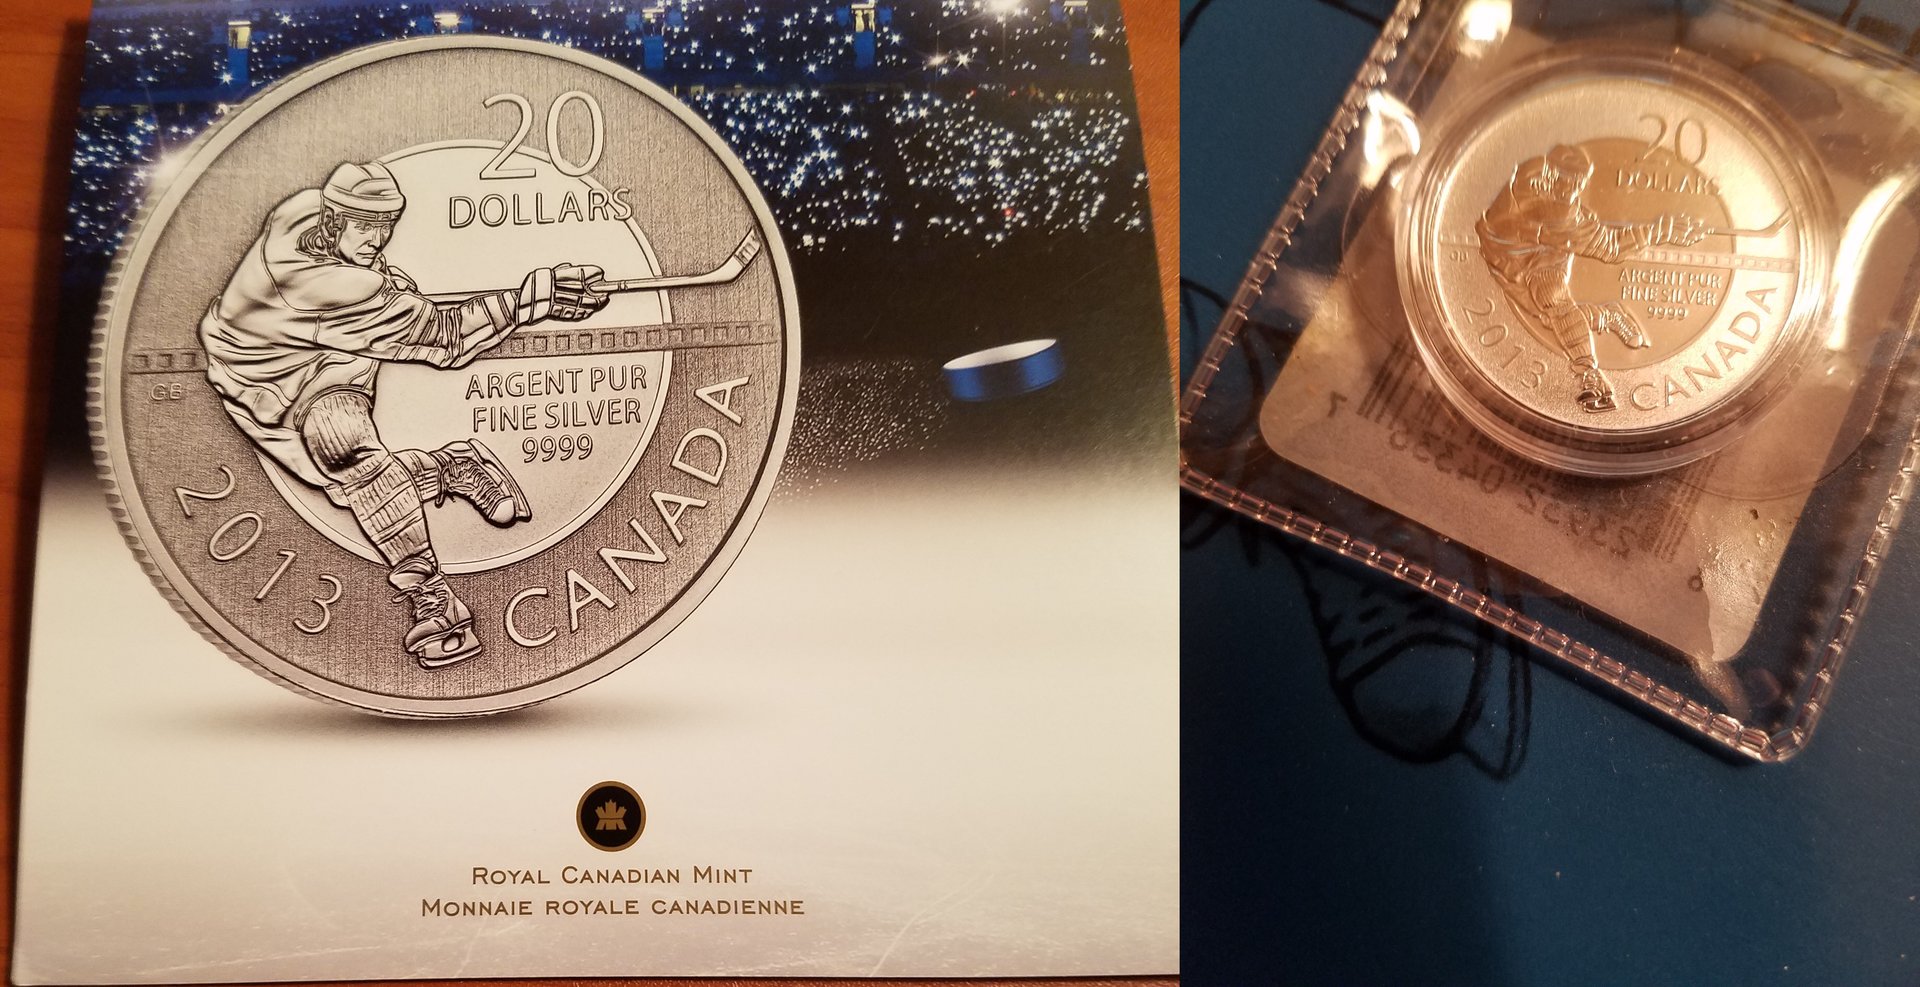 20
DOLLARS
ARGENT PUR
FINE SILVER
9999
GB
2013
CANADA
ROYAL CANADIAN MINT
MONNAIE ROYALE CANADIENNE
20
DOLLARS
ARGENT PUR
FINE SILVER
9999
GB
2013
CANADA